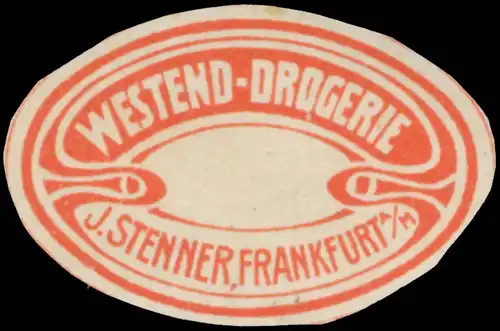 WESTEND-DROGERIE
J. STENNER, FRANKFURT A/M